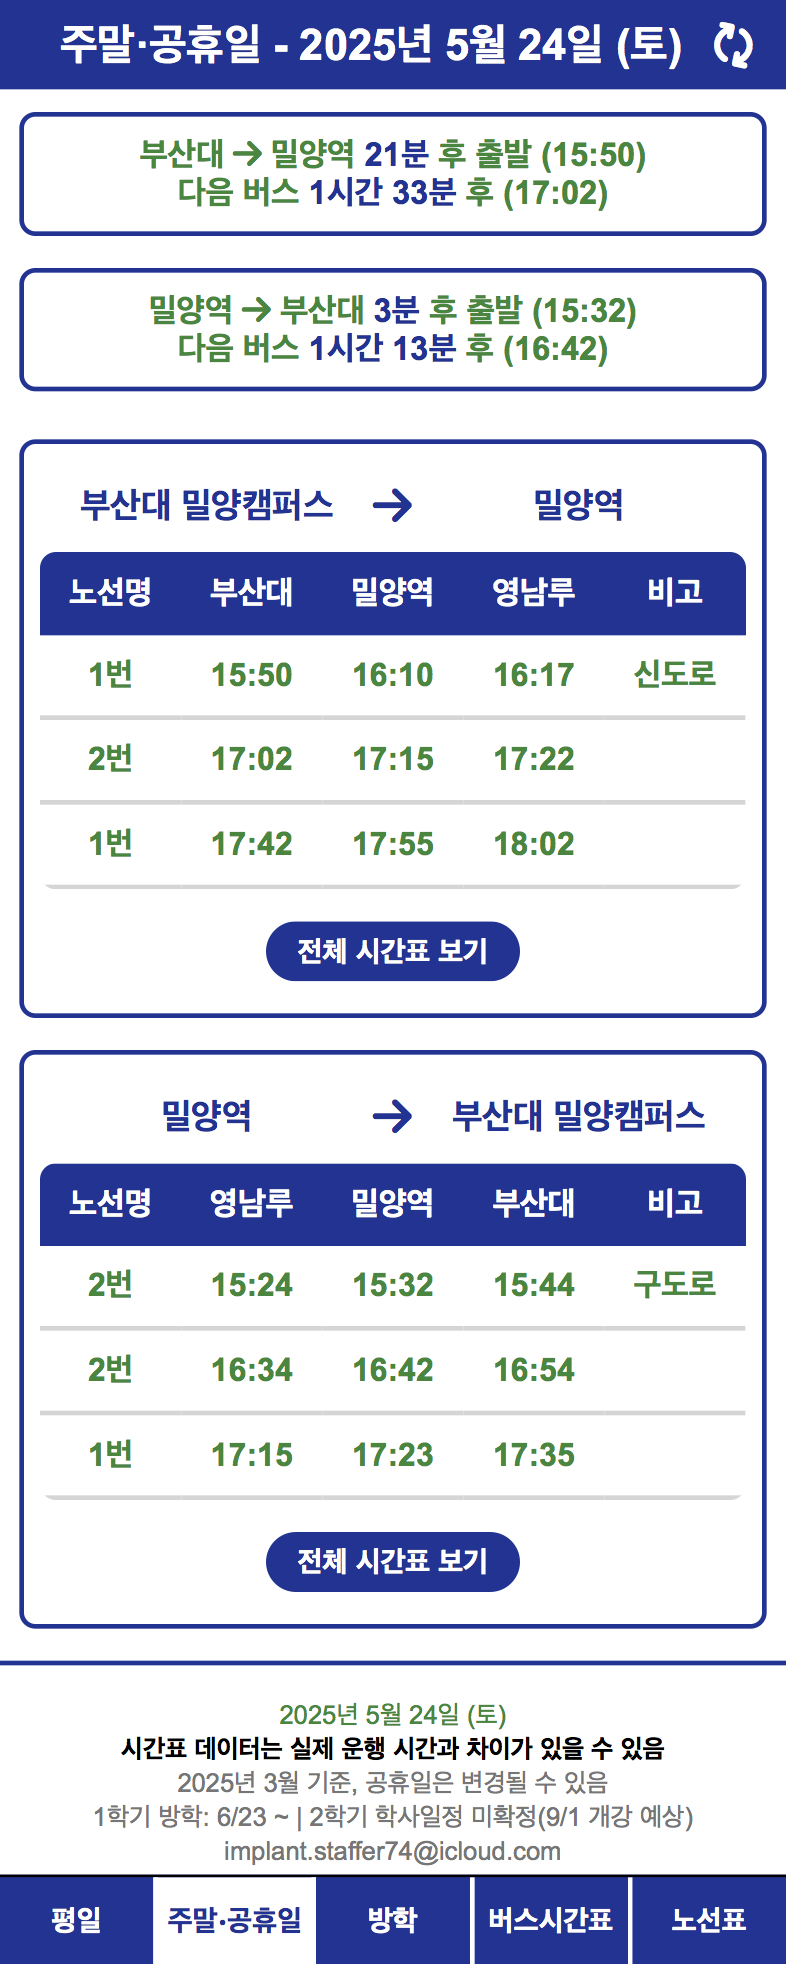 주말·공휴일 - 2025년 5월 24일 (토)
부산대 → 밀양역 21분 후 출발 (15:50)
다음 버스 1시간 33분 후 (17:02)
밀양역 → 부산대 3분 후 출발 (15:32)
다음 버스 1시간 13분 후 (16:42)
부산대 밀양캠퍼스 → 밀양역
노선명 부산대 밀양역 영남루 비고
1번 15:50 16:10 16:17 신도로
2번 17:02 17:15 17:22
1번 17:42 17:55 18:02
전체 시간표 보기
밀양역 → 부산대 밀양캠퍼스
노선명 영남루 밀양역 부산대 비고
2번 15:24 15:32 15:44 구도로
2번 16:34 16:42 16:54
1번 17:15 17:23 17:35
전체 시간표 보기
2025년 5월 24일 (토)
시간표 데이터는 실제 운행 시간과 차이가 있을 수 있음
2025년 3월 기준, 공휴일은 변경될 수 있음
1학기 방학: 6/23 ~ | 2학기 학사일정 미확정(9/1 개강 예상)
implant.staffer74@icloud.com
평일 주말·공휴일 방학 버스시간표 노선표